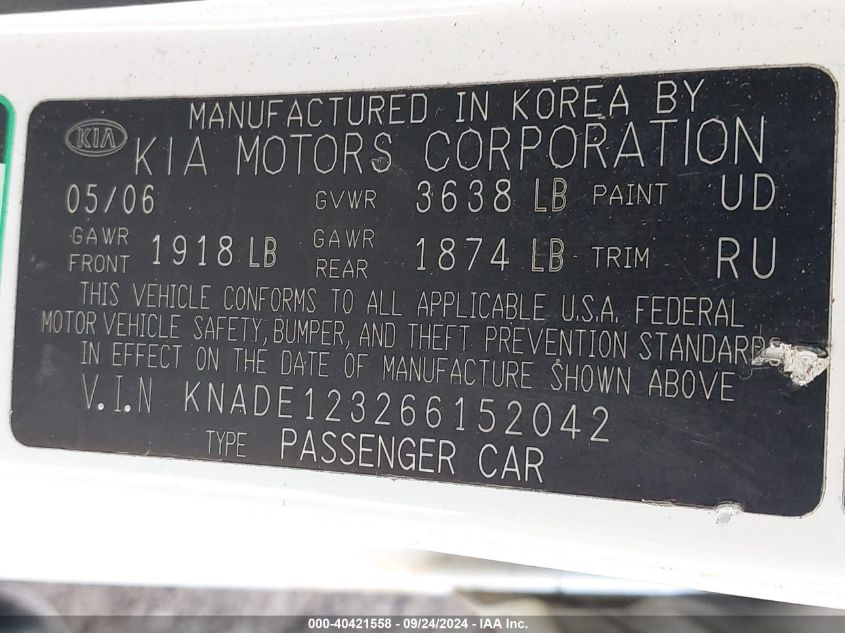 MANUFACTURED IN KOREA BY
KIA KIA MOTORS CORPORATION
05/06 GVWR 3638 LB PAINT UD
GAWR FRONT 1918 LB GAWR REAR 1874 LB TRIM RU
THIS VEHICLE CONFORMS TO ALL APPLICABLE U.S.A. FEDERAL
MOTOR VEHICLE SAFETY, BUMPER, AND THEFT PREVENTION STANDARDS
IN EFFECT ON THE DATE OF MANUFACTURE SHOWN ABOVE
V.I.N KNADE123266152042
TYPE PASSENGER CAR
000-40421558 - 09/24/2024 - IAA Inc.